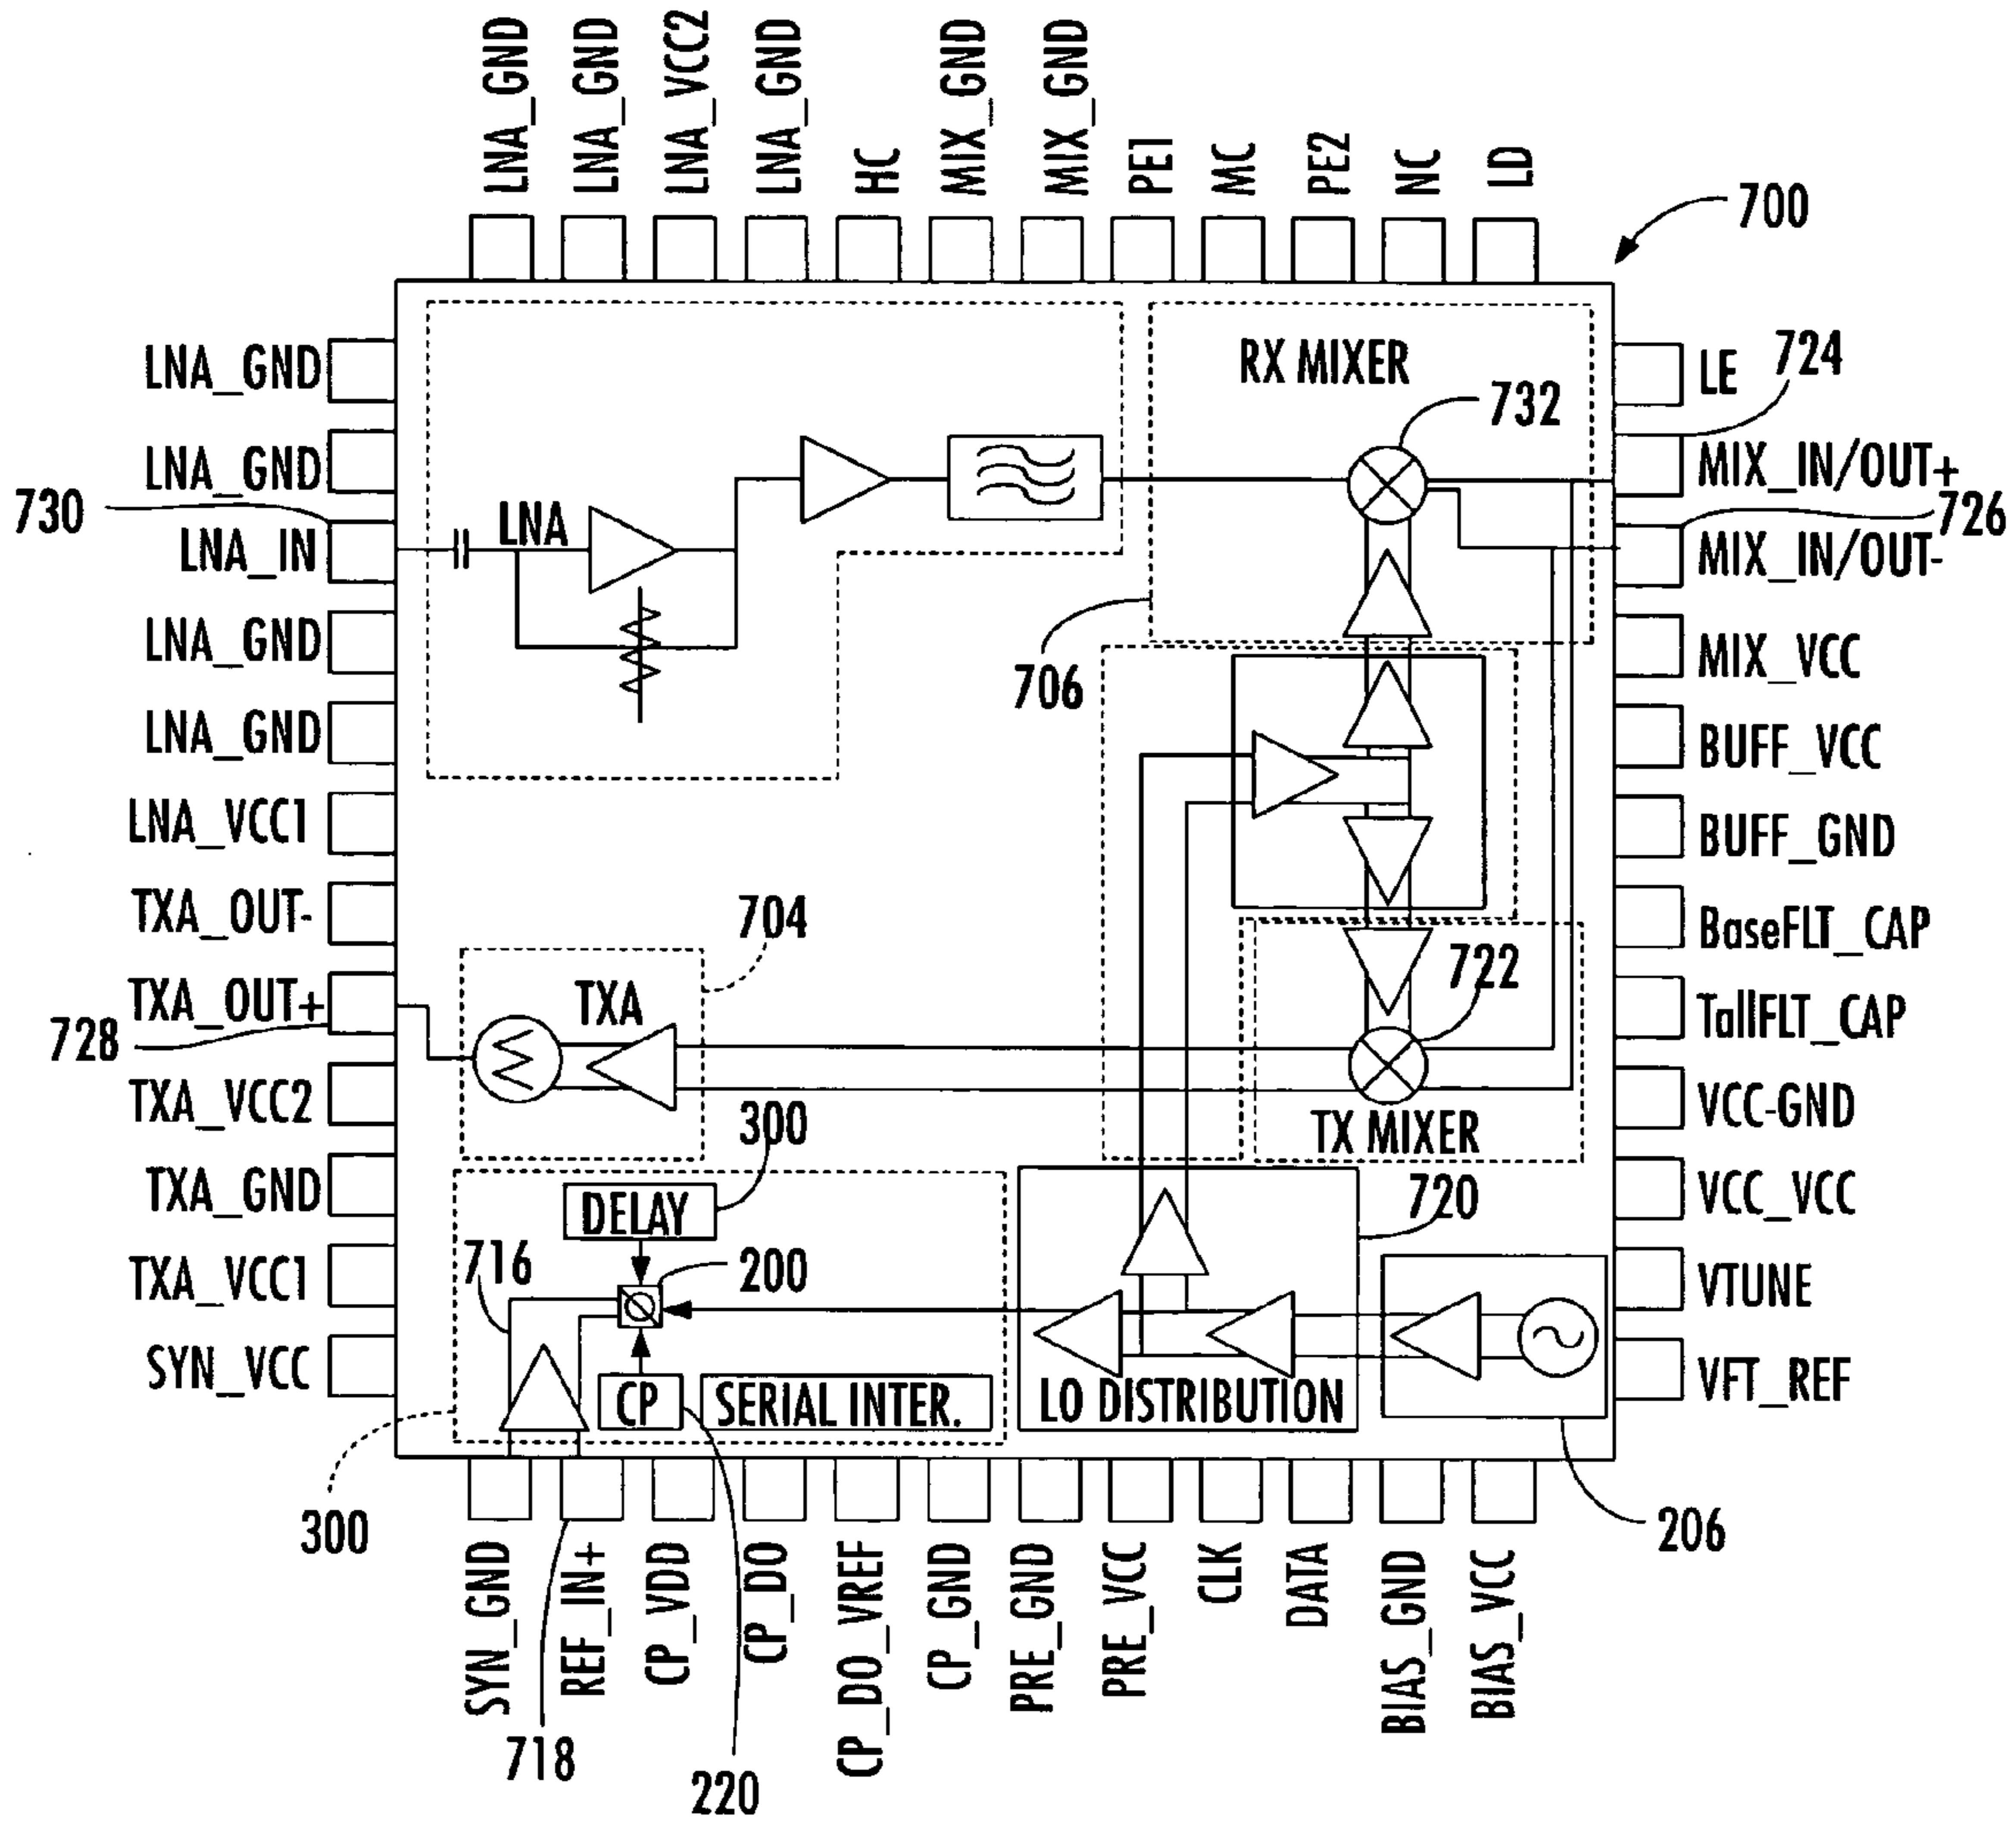 LNA_GND
LNA_GND
LNA_VCC2
LNA_GND
HC
MIX_GND
MIX_GND
PE1
MC
PE2
NC
LD
700
LNA_GND
LNA_GND
730
LNA_IN
LNA_GND
LNA_GND
LNA_VCC1
TXA_OUT-
TXA_OUT+
728
TXA_VCC2
TXA_GND
TXA_VCC1
SYN_VCC
LNA
RX MIXER
732
706
704
TXA
722
TX MIXER
300
DELAY
716
200
720
CP
SERIAL INTER.
LO DISTRIBUTION
LE
724
MIX_IN/OUT+
726
MIX_IN/OUT-
MIX_VCC
BUFF_VCC
BUFF_GND
BaseFLT_CAP
TallFLT_CAP
VCC-GND
VCC_VCC
VTUNE
VFT_REF
206
300
SYN_GND
REF_IN+
CP_VDD
CP_DO
CP_DO_VREF
CP_GND
PRE_GND
PRE_VCC
CLK
DATA
BIAS_GND
BIAS_VCC
718
220